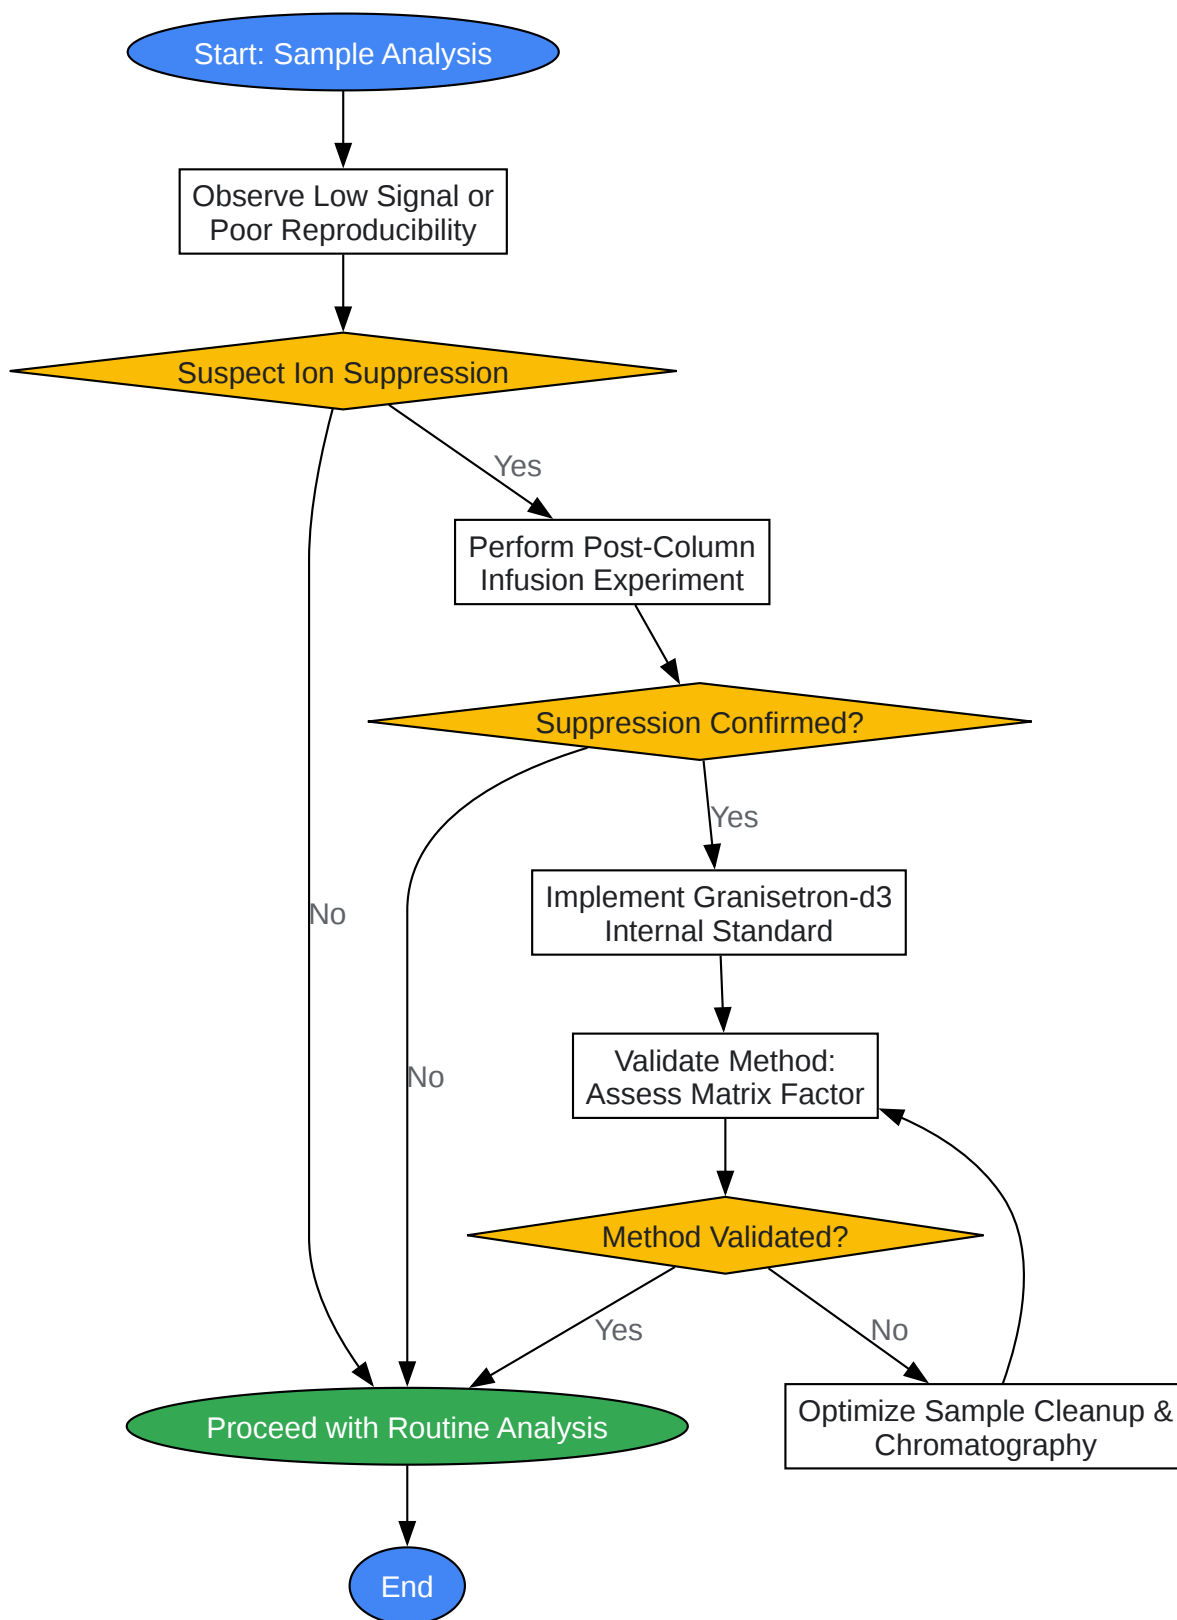 Start: Sample Analysis
Observe Low Signal or
Poor Reproducibility
Suspect Ion Suppression
Yes
Perform Post-Column
Infusion Experiment
Suppression Confirmed?
Yes
Implement Granisetron-d3
Internal Standard
No
Validate Method:
Assess Matrix Factor
No
Method Validated?
Yes
No
Optimize Sample Cleanup &
Chromatography
Proceed with Routine Analysis
End